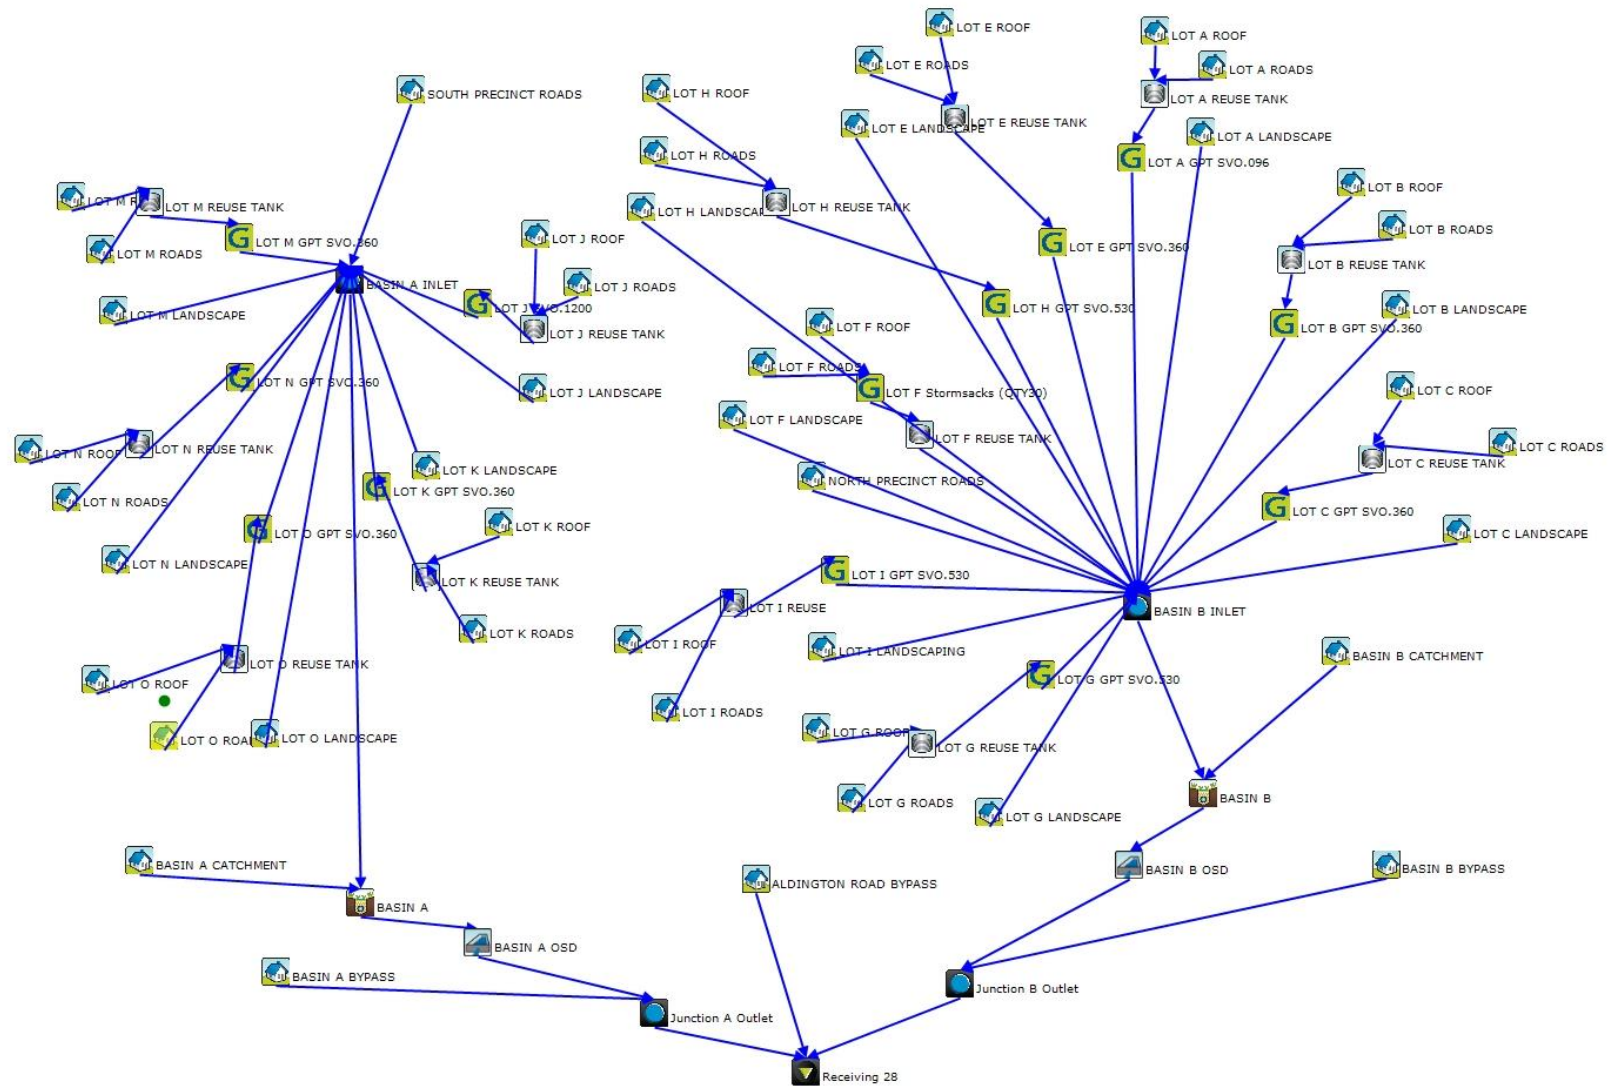 LOT E ROOF
LOT A ROOF
LOT E ROADS
LOT A ROADS
SOUTH PRECINCT ROADS
LOT H ROOF
LOT A REUSE TANK
LOT E LANDSCAPE
LOT E REUSE TANK
LOT A LANDSCAPE
LOT H ROADS
LOT A GPT SVO.096
LOT B ROOF
LOT M R
LOT M REUSE TANK
LOT H LANDSCAP
LOT H REUSE TANK
LOT B ROADS
LOT M GPT SVO.360
LOT J ROOF
LOT E GPT SVO.360
LOT M ROADS
LOT B REUSE TANK
BASIN A INLET
LOT J ROADS
LOT M LANDSCAPE
LOT J SVO.1200
LOT H GPT SVO.530
LOT B LANDSCAPE
LOT J REUSE TANK
LOT F ROOF
LOT B GPT SVO.360
LOT F ROADS
LOT N GPT SVO.360
LOT J LANDSCAPE
LOT F Stormsacks (QTY30)
LOT C ROOF
LOT F LANDSCAPE
LOT F REUSE TANK
LOT N ROOF
LOT N REUSE TANK
LOT C ROADS
LOT K LANDSCAPE
LOT C REUSE TANK
NORTH PRECINCT ROADS
LOT K GPT SVO.360
LOT N ROADS
LOT C GPT SVO.360
LOT K ROOF
LOT O GPT SVO.360
LOT C LANDSCAPE
LOT N LANDSCAPE
LOT K REUSE TANK
LOT I GPT SVO.530
LOT I REUSE
BASIN B INLET
LOT K ROADS
LOT I ROOF
LOT I LANDSCAPING
BASIN B CATCHMENT
LOT O REUSE TANK
LOT O ROOF
LOT G GPT SVO.530
LOT I ROADS
LOT G ROOF
LOT O ROA
LOT O LANDSCAPE
LOT G REUSE TANK
LOT G ROADS
LOT G LANDSCAPE
BASIN B
BASIN A CATCHMENT
BASIN B OSD
BASIN B BYPASS
ALDINGTON ROAD BYPASS
BASIN A
BASIN A OSD
BASIN A BYPASS
Junction B Outlet
Junction A Outlet
Receiving 28